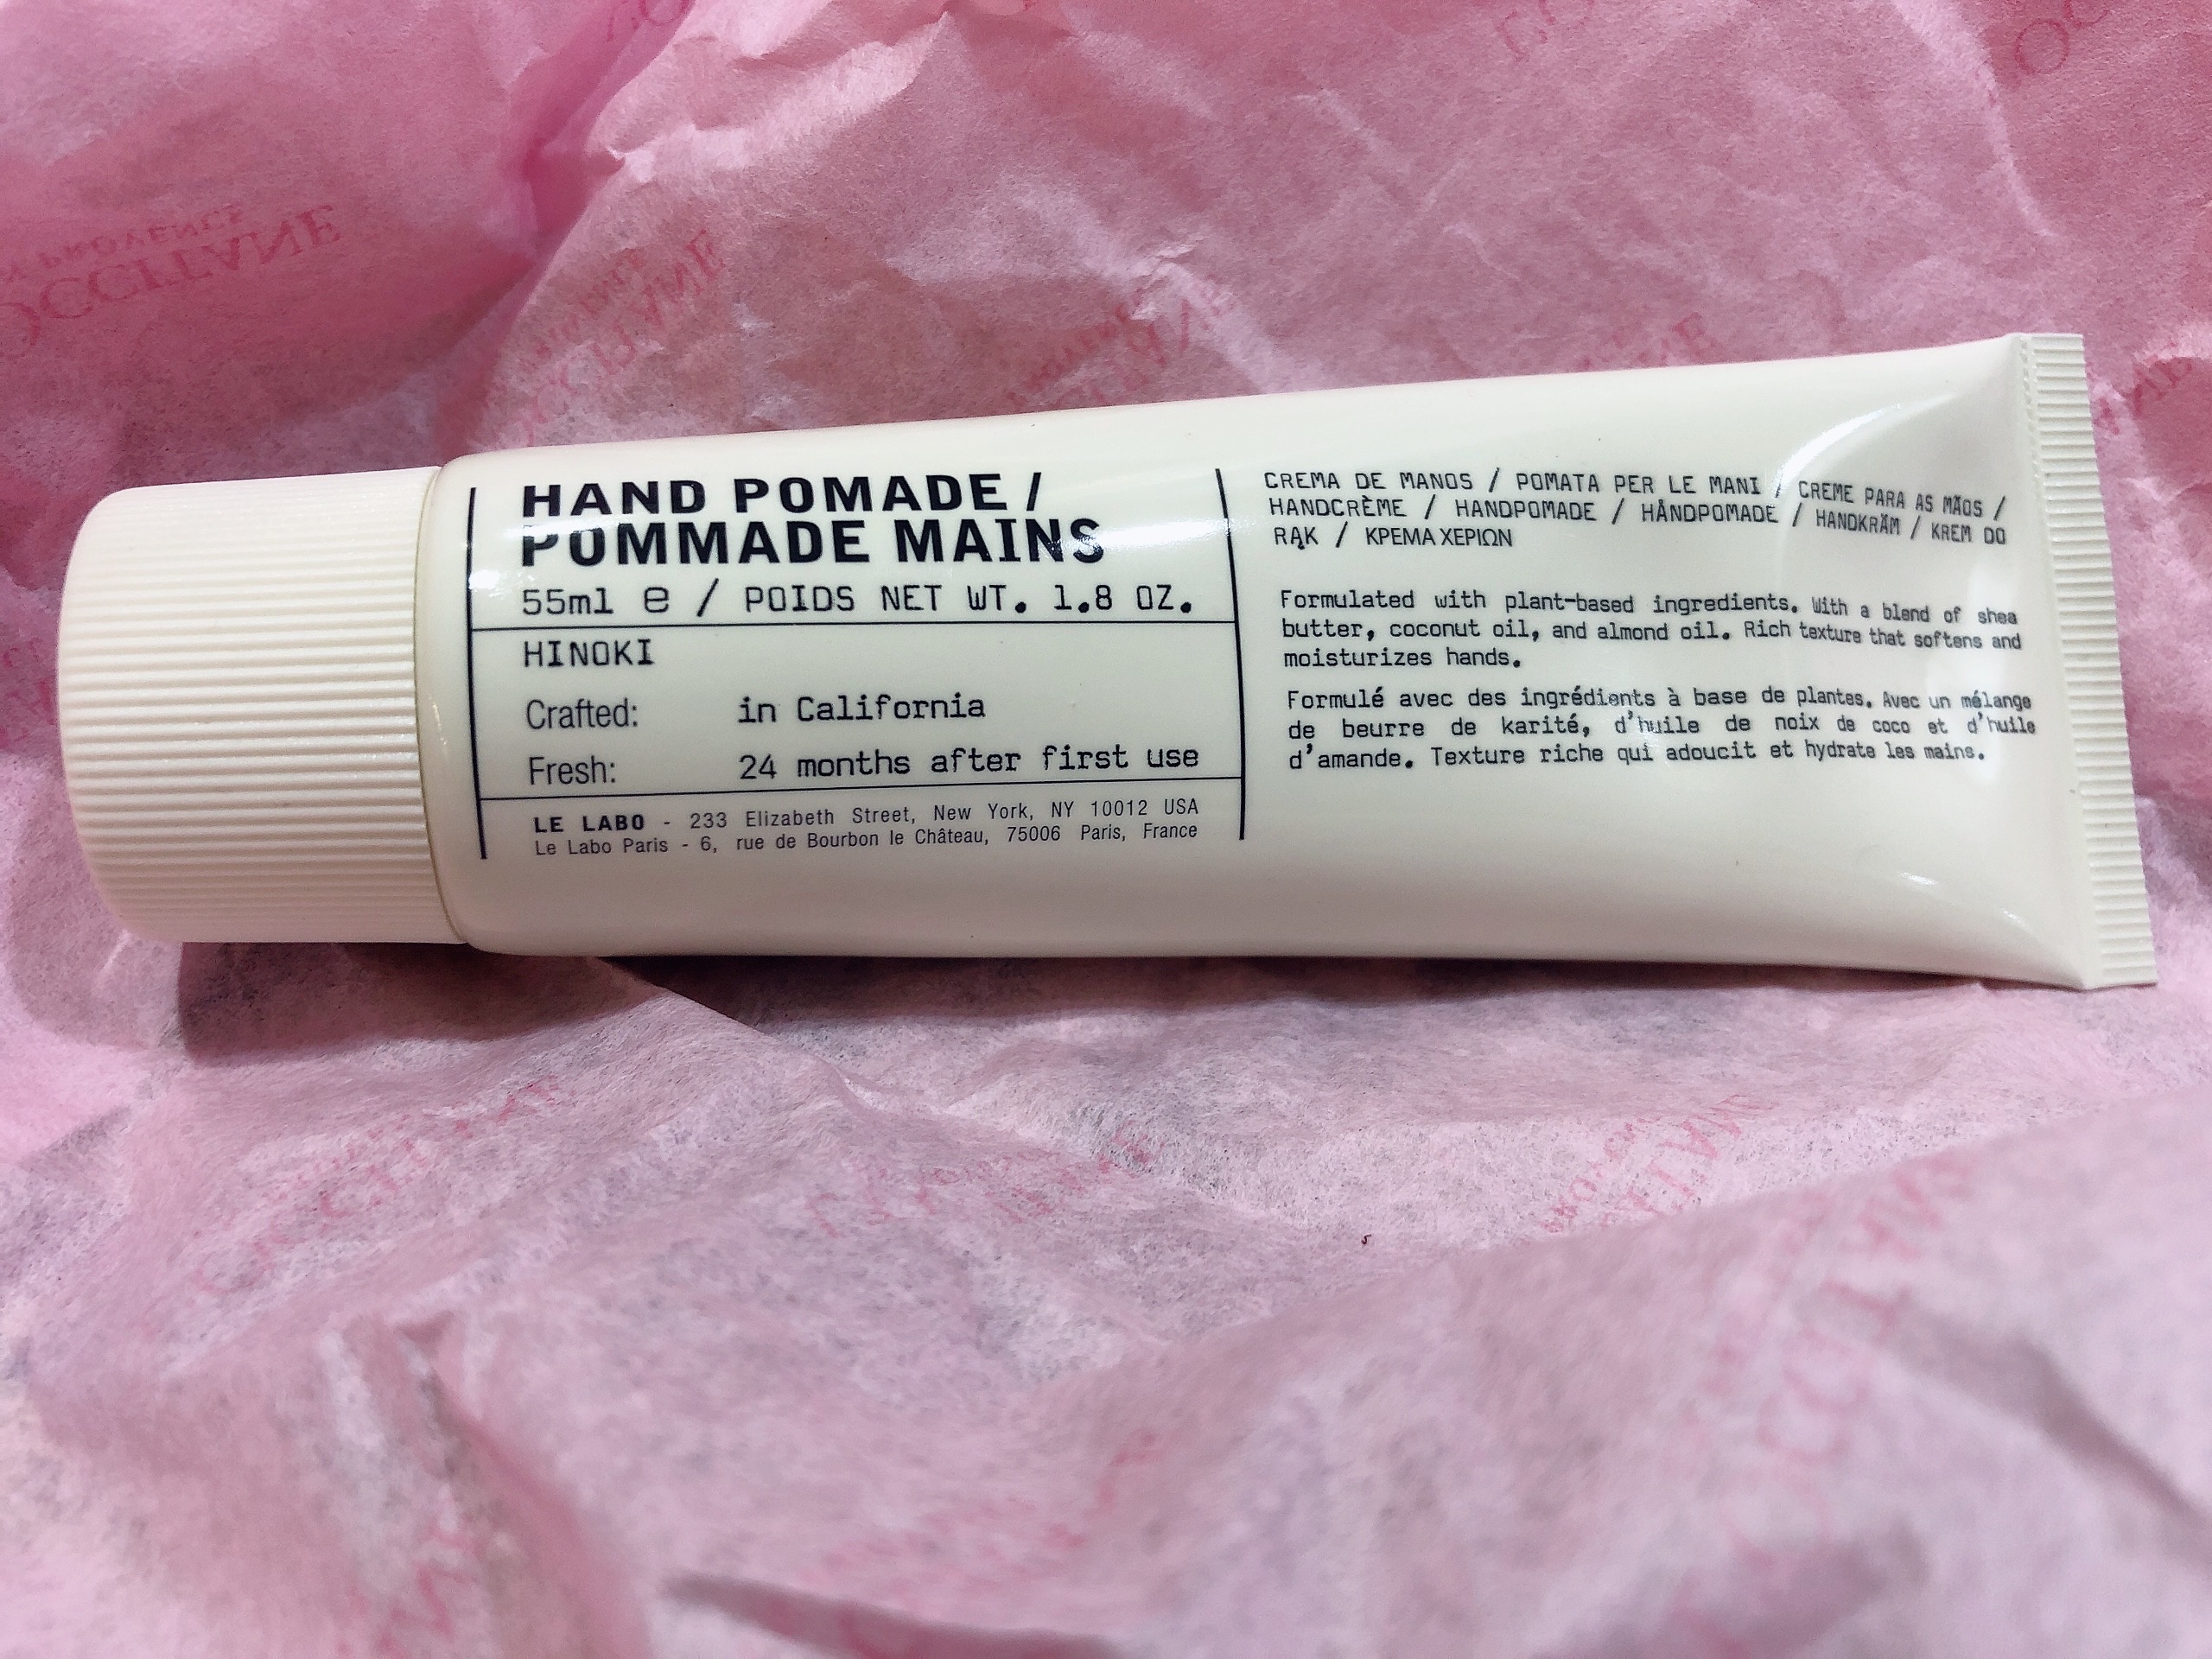 HAND POMADE /
POMMADE MAINS
55ml ℮ / POIDS NET WT. 1.8 OZ.
HINOKI
Crafted: in California
Fresh: 24 months after first use
LE LABO - 233 Elizabeth Street, New York, NY 10012 USA
Le Labo Paris - 6, rue de Bourbon le Château, 75006 Paris, France
CREMA DE MANOS / POMATA PER LE MANI / CREME PARA AS MÃOS /
HANDCRÈME / HANDPOMADE / HÅNDPOMADE / HANDKRÄM / KREM DO
RĄK / ΚΡΕΜΑ ΧΕΡΙΩΝ
Formulated with plant-based ingredients. With a blend of shea
butter, coconut oil, and almond oil. Rich texture that softens and
moisturizes hands.
Formulé avec des ingrédients à base de plantes. Avec un mélange
de beurre de karité, d'huile de noix de coco et d'huile
d'amande. Texture riche qui adoucit et hydrate les mains.
OCCITANE
PROVENCE